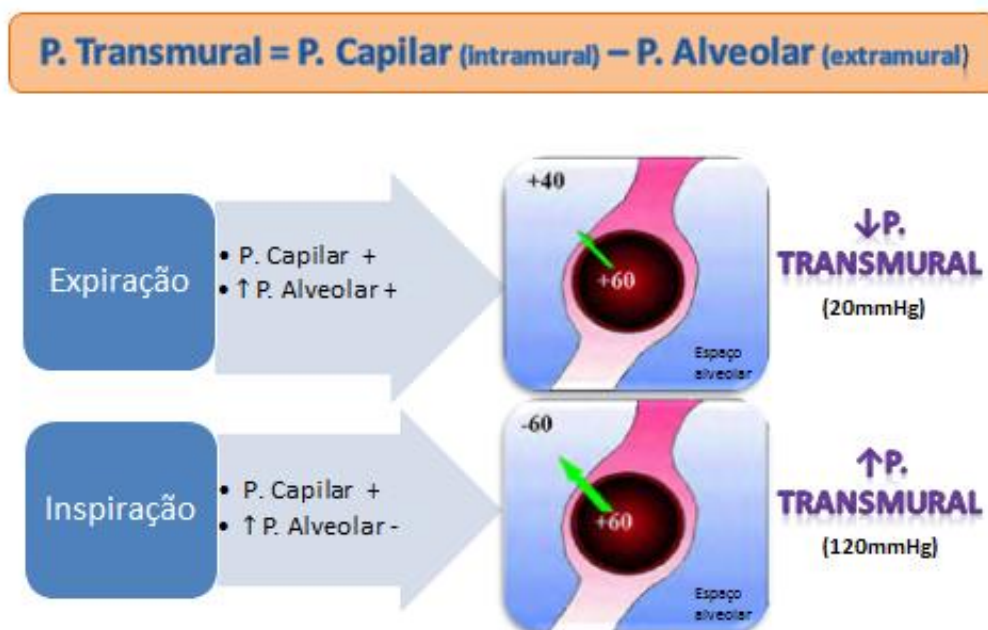 P. Transmural = P. Capilar (intramural) – P. Alveolar (extramural)
Expiração
• P. Capilar +
• ↑ P. Alveolar +
+40
+60
Espaço
alveolar
↓P.
TRANSMURAL
(20mmHg)
Inspiração
• P. Capilar +
• ↑ P. Alveolar -
-60
+60
Espaço
alveolar
↑P.
TRANSMURAL
(120mmHg)